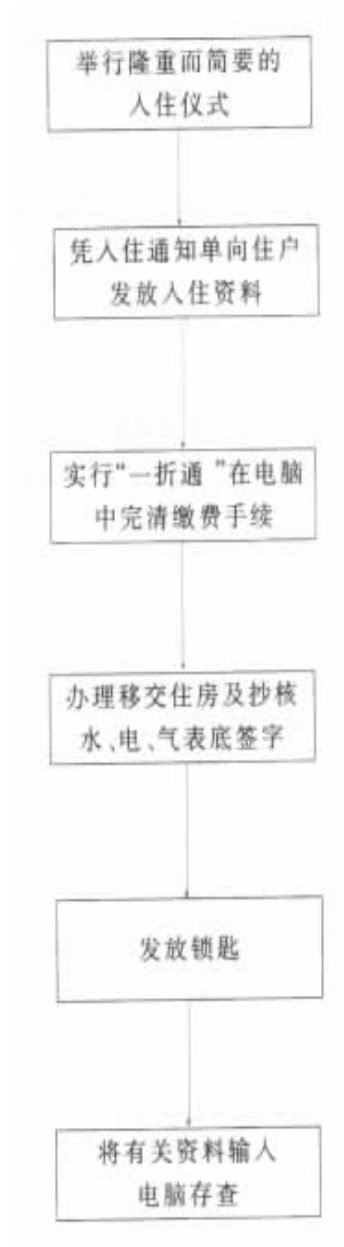 举行隆重而简要的
入住仪式
凭入住通知单向住户
发放入住资料
实行“一折通”在电脑
中完清缴费手续
办理移交住房及抄核
水、电、气表底签字
发放锁匙
将有关资料输入
电脑存查